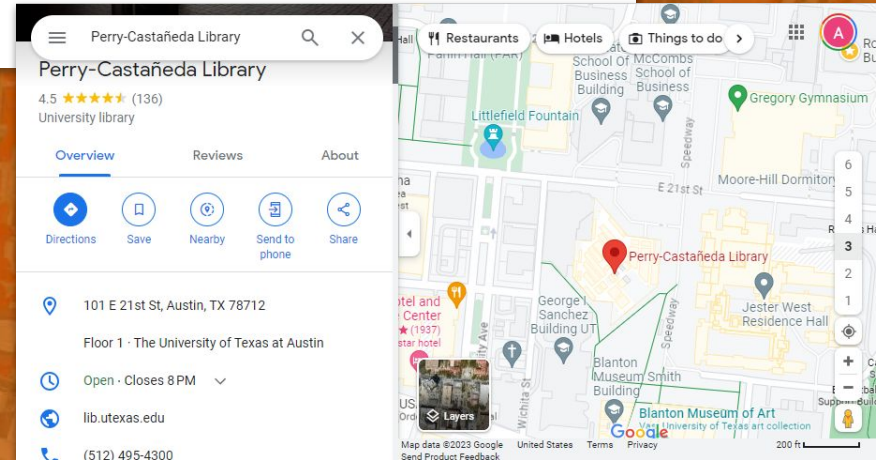 Perry-Castañeda Library
Perry-Castañeda Library
4.5 ★★★★★ (136)
University library
Overview Reviews About
Directions
Save
Nearby
Send to
phone
Share
101 E 21st St, Austin, TX 78712
Floor 1 · The University of Texas at Austin
Open · Closes 8 PM
lib.utexas.edu
(512) 495-4300
Restaurants
Hotels
Things to do
A
Hall
School Of
Business
Building
McCombs
School of
Business
Gregory Gymnasium
Littlefield Fountain
Speedway
E 21st St
Moore-Hill Dormitory
6
5
4
3
2
1
Perry-Castañeda Library
Jester West
Residence Hall
George I
Sanchez
Building UT
Speedway
(1937)
star hotel
Wichita St
Blanton
Museum Smith
Building
Blanton Museum of Art
Vast University of Texas art collection
Layers
Google
Map data ©2023 Google United States Terms Privacy 200 ft
Send Product Feedback